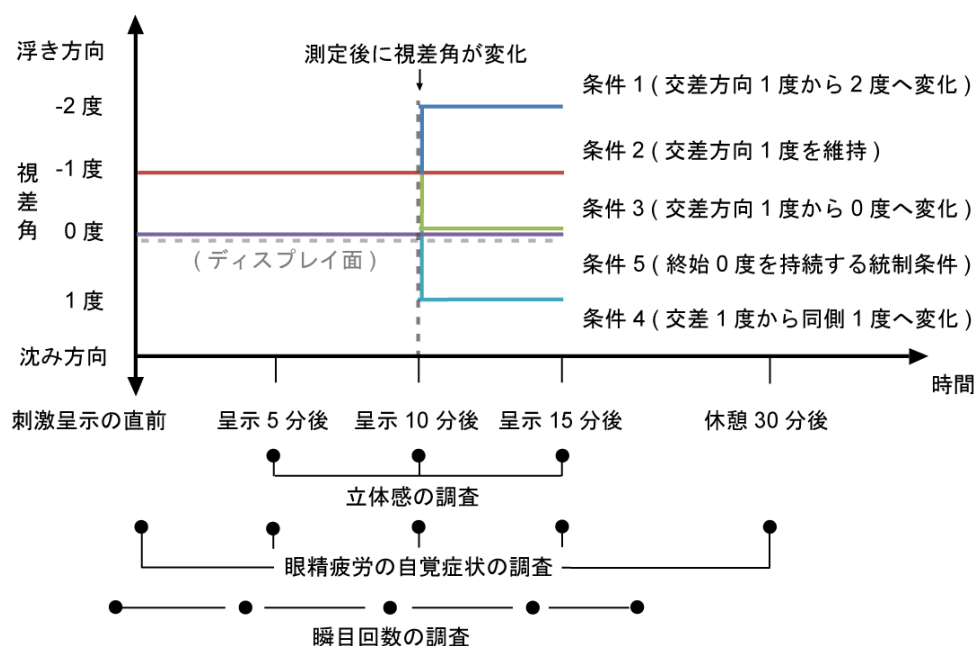 浮き方向
測定後に視差角が変化
条件 1 ( 交差方向 1 度から 2 度へ変化 )
-2 度
条件 2 ( 交差方向 1 度を維持 )
-1 度
視差角
条件 3 ( 交差方向 1 度から 0 度へ変化 )
0 度
( ディスプレイ面 )
条件 5 ( 終始 0 度を持続する統制条件 )
1 度
条件 4 ( 交差 1 度から同側 1 度へ変化 )
沈み方向
時間
刺激呈示の直前
呈示 5 分後
呈示 10 分後
呈示 15 分後
休憩 30 分後
立体感の調査
眼精疲労の自覚症状の調査
瞬目回数の調査